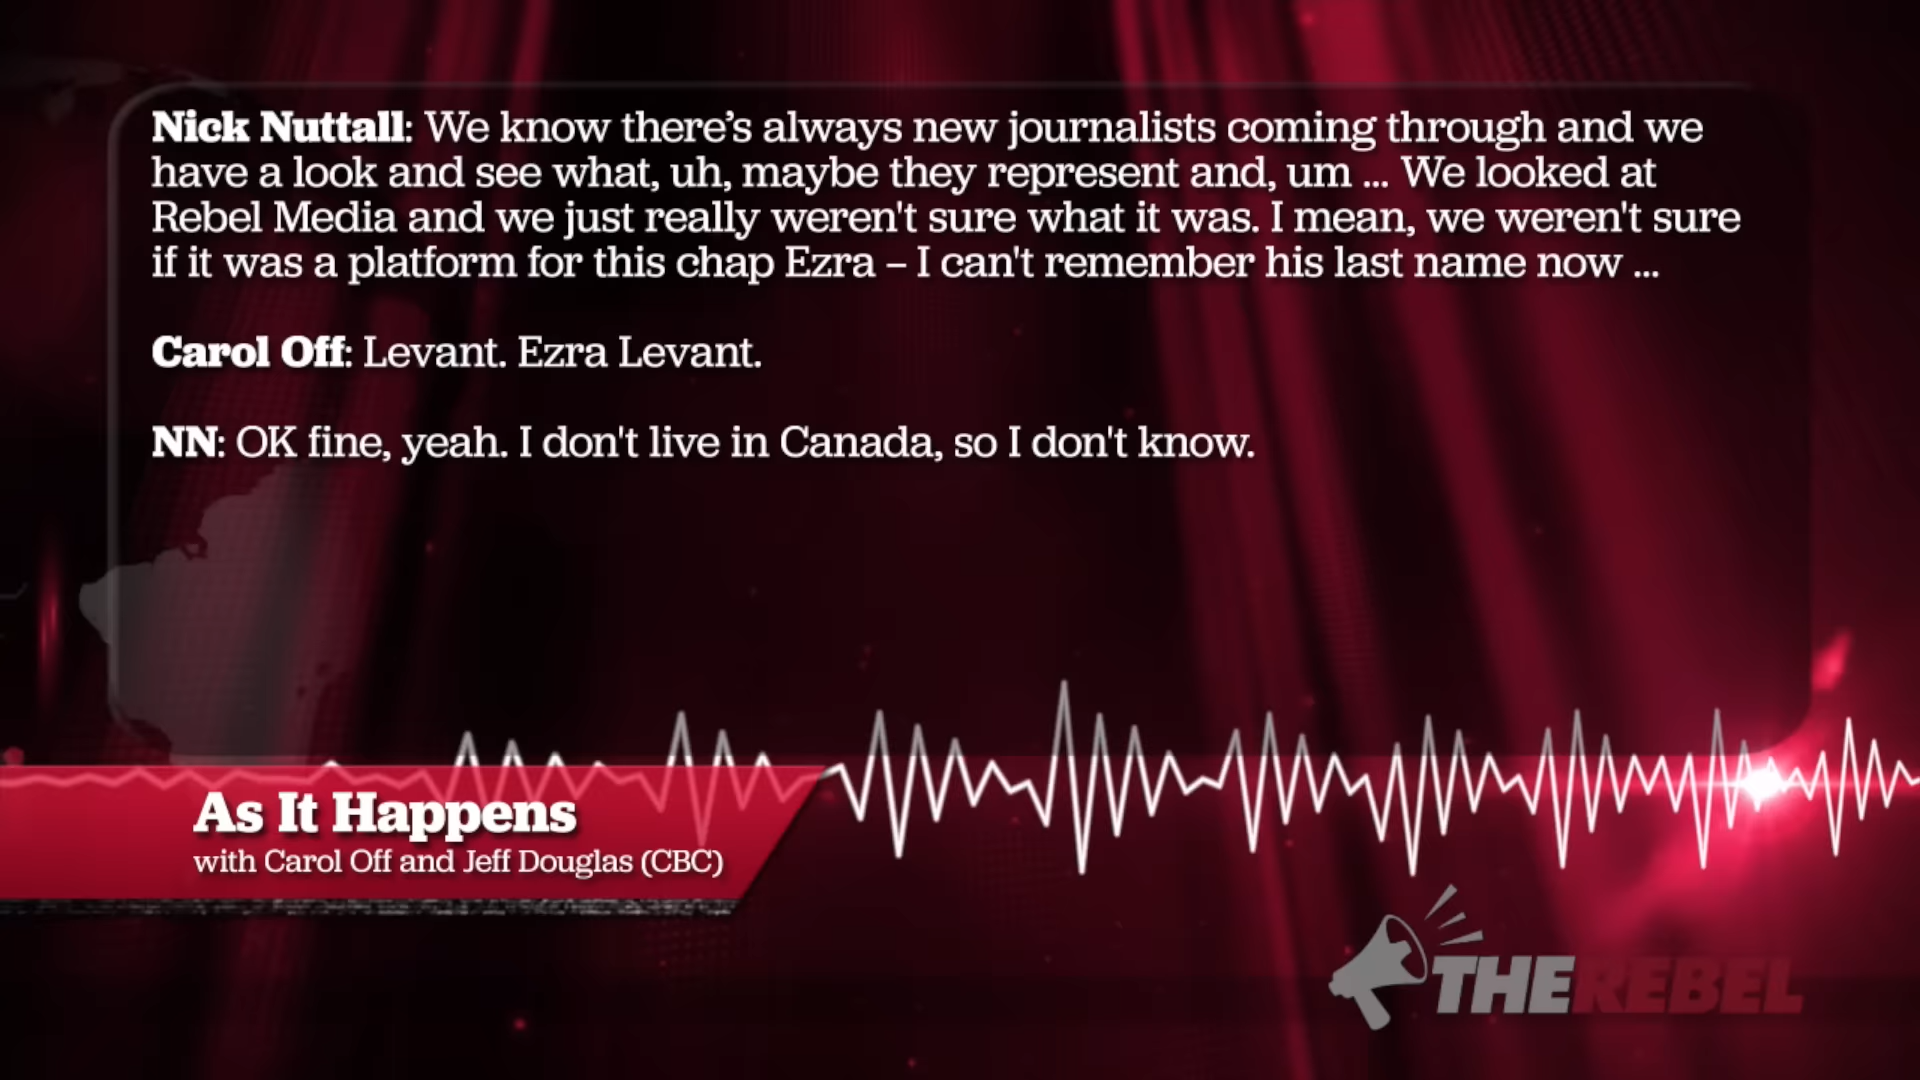 Nick Nuttall: We know there’s always new journalists coming through and we
have a look and see what, uh, maybe they represent and, um ... We looked at
Rebel Media and we just really weren't sure what it was. I mean, we weren't sure
if it was a platform for this chap Ezra – I can't remember his last name now ...
Carol Off: Levant. Ezra Levant.
NN: OK fine, yeah. I don't live in Canada, so I don't know.
As It Happens
with Carol Off and Jeff Douglas (CBC)
THEREBEL